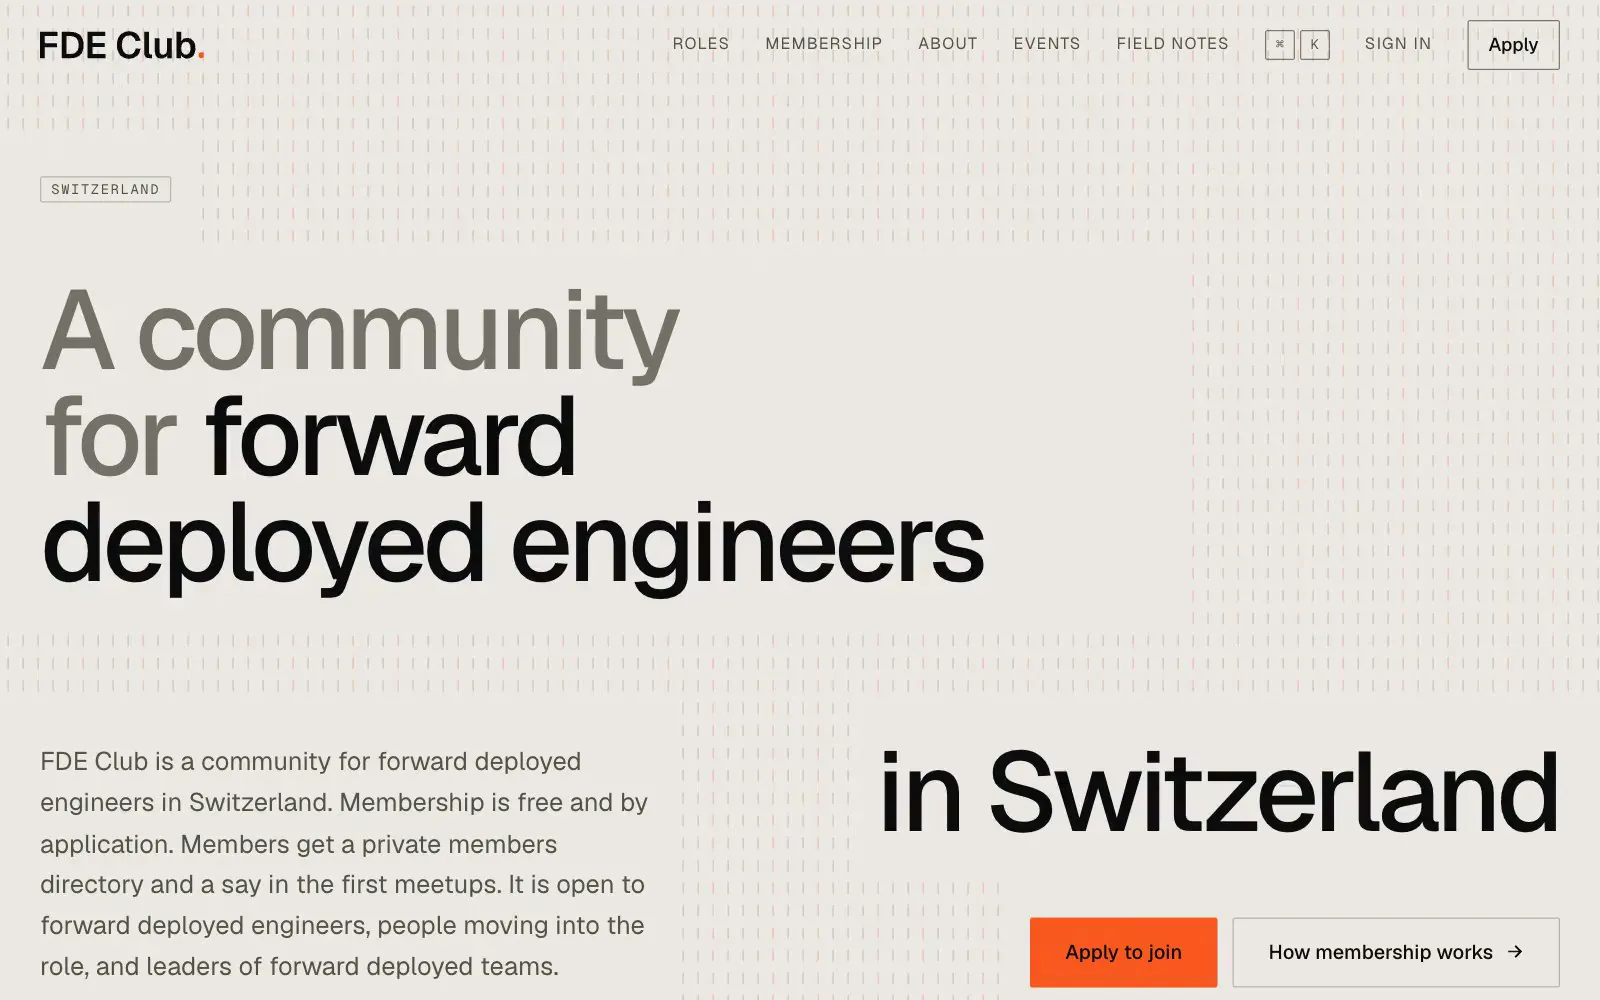 FDE Club.
ROLES
MEMBERSHIP
ABOUT
EVENTS
FIELD NOTES
⌘ K
SIGN IN
Apply
SWITZERLAND
A community
for forward
deployed engineers
in Switzerland
FDE Club is a community for forward deployed
engineers in Switzerland. Membership is free and by
application. Members get a private members
directory and a say in the first meetups. It is open to
forward deployed engineers, people moving into the
role, and leaders of forward deployed teams.
Apply to join
How membership works →